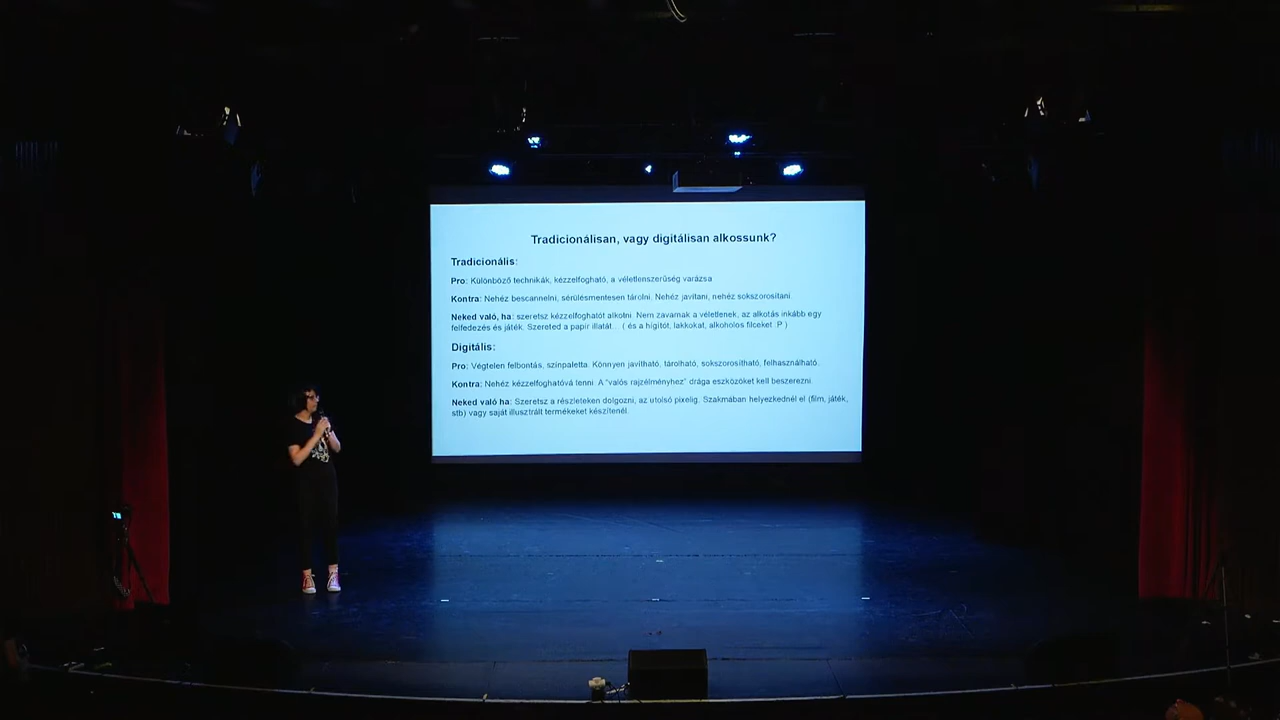 Tradicionálisan, vagy digitálisan alkossunk?
Tradicionális:
Pro: Különböző technikák, kézzelfogható, a véletlenszerűség varázsa
Kontra: Nehéz bescannelni, sérülésmentesen tárolni. Nehéz javítani, nehéz sokszorosítani.
Neked való, ha: szeretsz kézzelfoghatót alkotni. Nem zavarnak a véletlenek, az alkotás inkább egy
felfedezés és játék. Szereted a papír illatát... ( és a hígítót, lakkokat, alkoholos filceket :P )
Digitális:
Pro: Végtelen felbontás, színpaletta. Könnyen javítható, tárolható, sokszorosítható, felhasználható.
Kontra: Nehéz kézzelfoghatóvá tenni. A "valós rajzélményhez" drága eszközöket kell beszerezni.
Neked való ha: Szeretsz a részleteken dolgozni, az utolsó pixelig. Szakmában helyezkednél el (film, játék,
stb) vagy saját illusztrált termékeket készítenél.